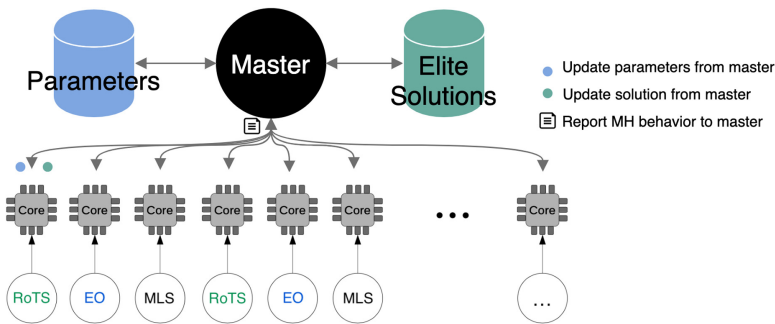 Parameters
Master
Elite
Solutions
Update parameters from master
Update solution from master
Report MH behavior to master
Core Core Core Core Core Core ... Core
RoTS EO MLS RoTS EO MLS ...